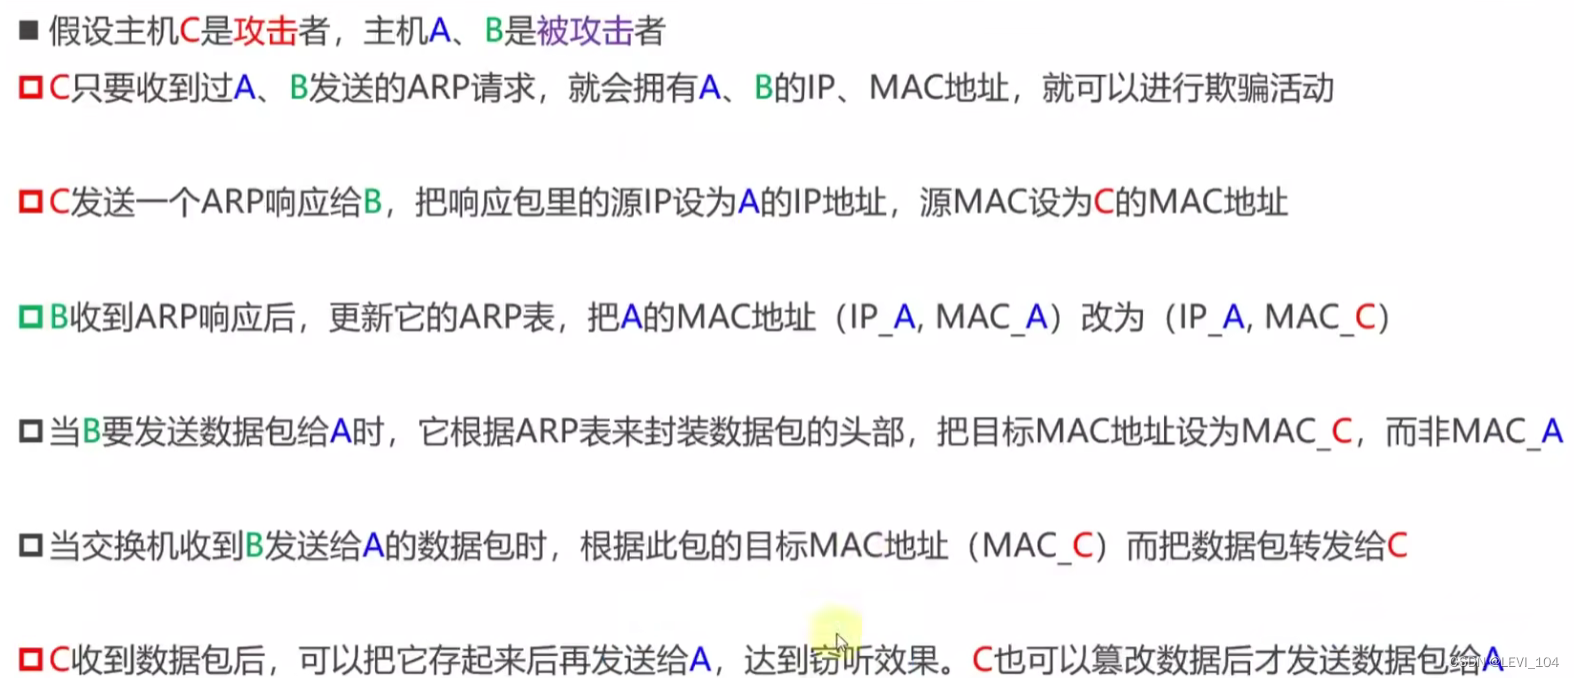 假设主机C是攻击者，主机A、B是被攻击者
C只要收到过A、B发送的ARP请求，就会拥有A、B的IP、MAC地址，就可以进行欺骗活动
C发送一个ARP响应给B，把响应包里的源IP设为A的IP地址，源MAC设为C的MAC地址
B收到ARP响应后，更新它的ARP表，把A的MAC地址（IP_A, MAC_A）改为（IP_A, MAC_C）
当B要发送数据包给A时，它根据ARP表来封装数据包的头部，把目标MAC地址设为MAC_C，而非MAC_A
当交换机收到B发送给A的数据包时，根据此包的目标MAC地址（MAC_C）而把数据包转发给C
C收到数据包后，可以把它存起来后再发送给A，达到窃听效果。C也可以篡改数据后才发送数据包给A
CSDN @LEVI_104